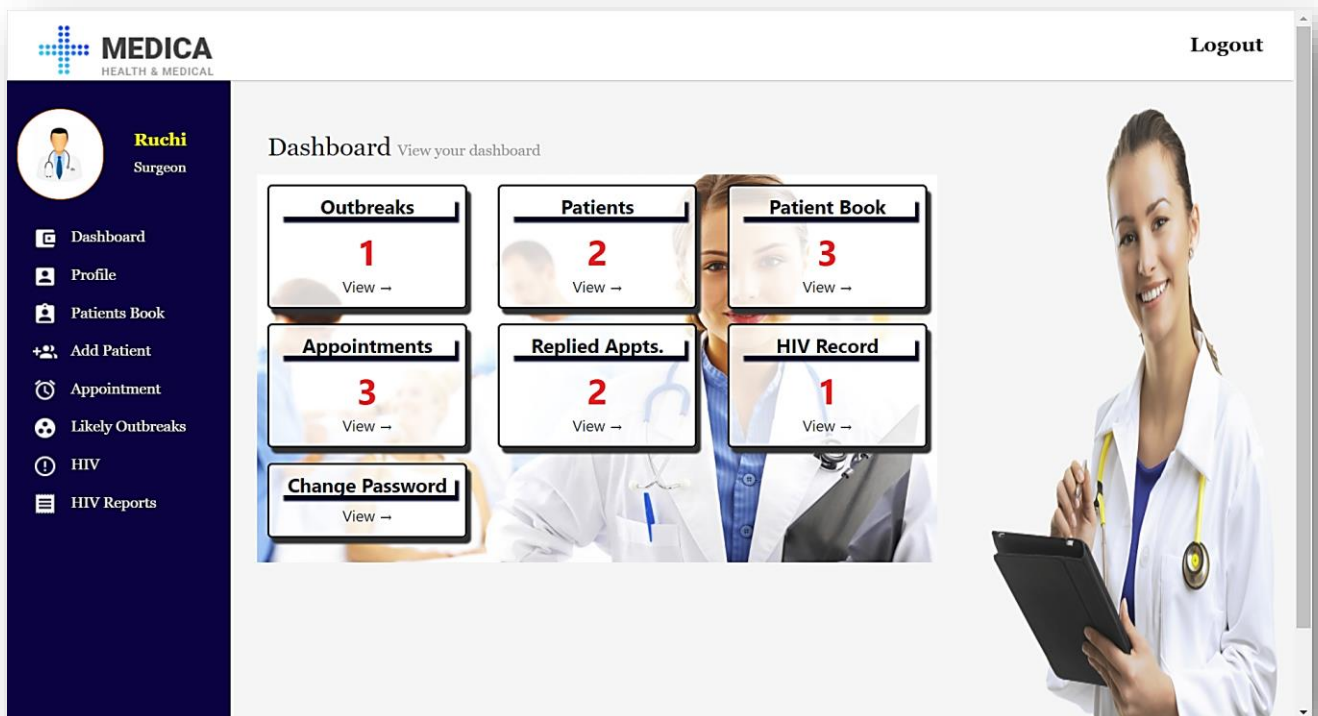 MEDICA
HEALTH & MEDICAL
Logout
Ruchi
Surgeon
Dashboard
Profile
Patients Book
Add Patient
Appointment
Likely Outbreaks
HIV
HIV Reports
Dashboard View your dashboard
Outbreaks
1
View →
Patients
2
View →
Patient Book
3
View →
Appointments
3
View →
Replied Appts.
2
View →
HIV Record
1
View →
Change Password
View →